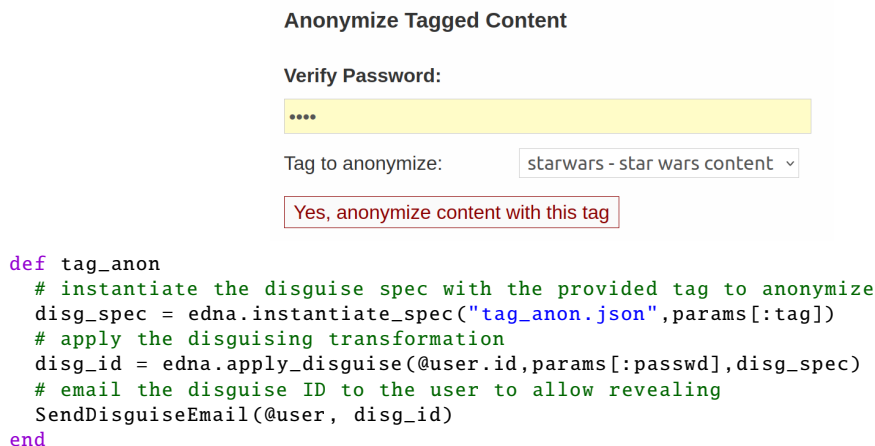 Anonymize Tagged Content
Verify Password:
••••
Tag to anonymize: starwars - star wars content
Yes, anonymize content with this tag
def tag_anon
  # instantiate the disguise spec with the provided tag to anonymize
  disg_spec = edna.instantiate_spec("tag_anon.json",params[:tag])
  # apply the disguising transformation
  disg_id = edna.apply_disguise(@user.id,params[:passwd],disg_spec)
  # email the disguise ID to the user to allow revealing
  SendDisguiseEmail(@user, disg_id)
end